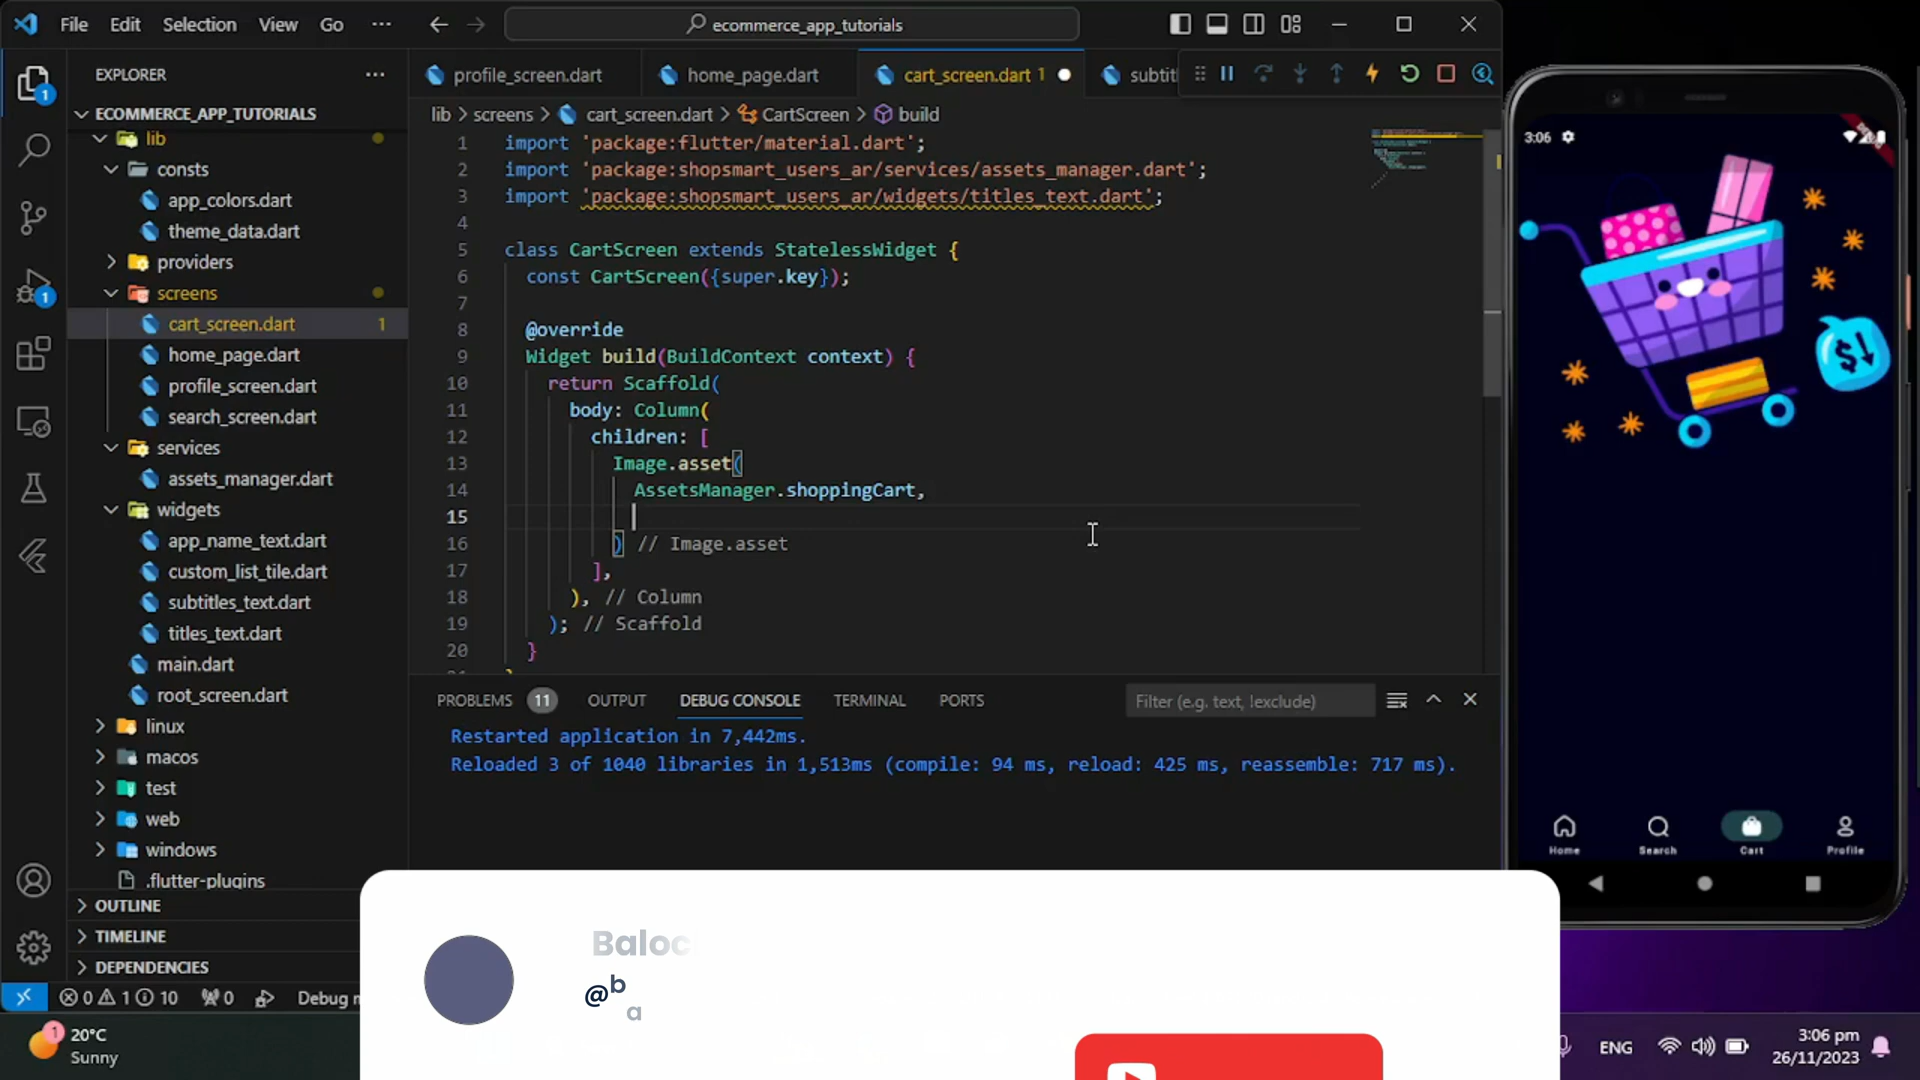 File Edit Selection View Go ··· ecommerce_app_tutorials
EXPLORER ···
ECOMMERCE_APP_TUTORIALS
lib
consts
app_colors.dart
theme_data.dart
providers
screens
cart_screen.dart 1
home_page.dart
profile_screen.dart
search_screen.dart
services
assets_manager.dart
widgets
app_name_text.dart
custom_list_tile.dart
subtitles_text.dart
titles_text.dart
main.dart
root_screen.dart
linux
macos
test
web
windows
.flutter-plugins
OUTLINE
TIMELINE
DEPENDENCIES
profile_screen.dart home_page.dart cart_screen.dart 1
lib > screens > cart_screen.dart > CartScreen > build
1 import 'package:flutter/material.dart';
2 import 'package:shopsmart_users_ar/services/assets_manager.dart';
3 import 'package:shopsmart_users_ar/widgets/titles_text.dart';
4
5 class CartScreen extends StatelessWidget {
6 const CartScreen({super.key});
7
8 @override
9 Widget build(BuildContext context) {
10 return Scaffold(
11 body: Column(
12 children: [
13 Image.asset(
14 AssetsManager.shoppingCart,
15
16 ) // Image.asset
17 ],
18 ), // Column
19 ); // Scaffold
20 }
PROBLEMS 11 OUTPUT DEBUG CONSOLE TERMINAL PORTS Filter (e.g. text, !exclude)
Restarted application in 7,442ms.
Reloaded 3 of 1040 libraries in 1,513ms (compile: 94 ms, reload: 425 ms, reassemble: 717 ms).
0 1 10 0
3:06
$
Home Search Cart Profile
Baloc
@b
a
1 20°C
Sunny
ENG 3:06 pm
26/11/2023